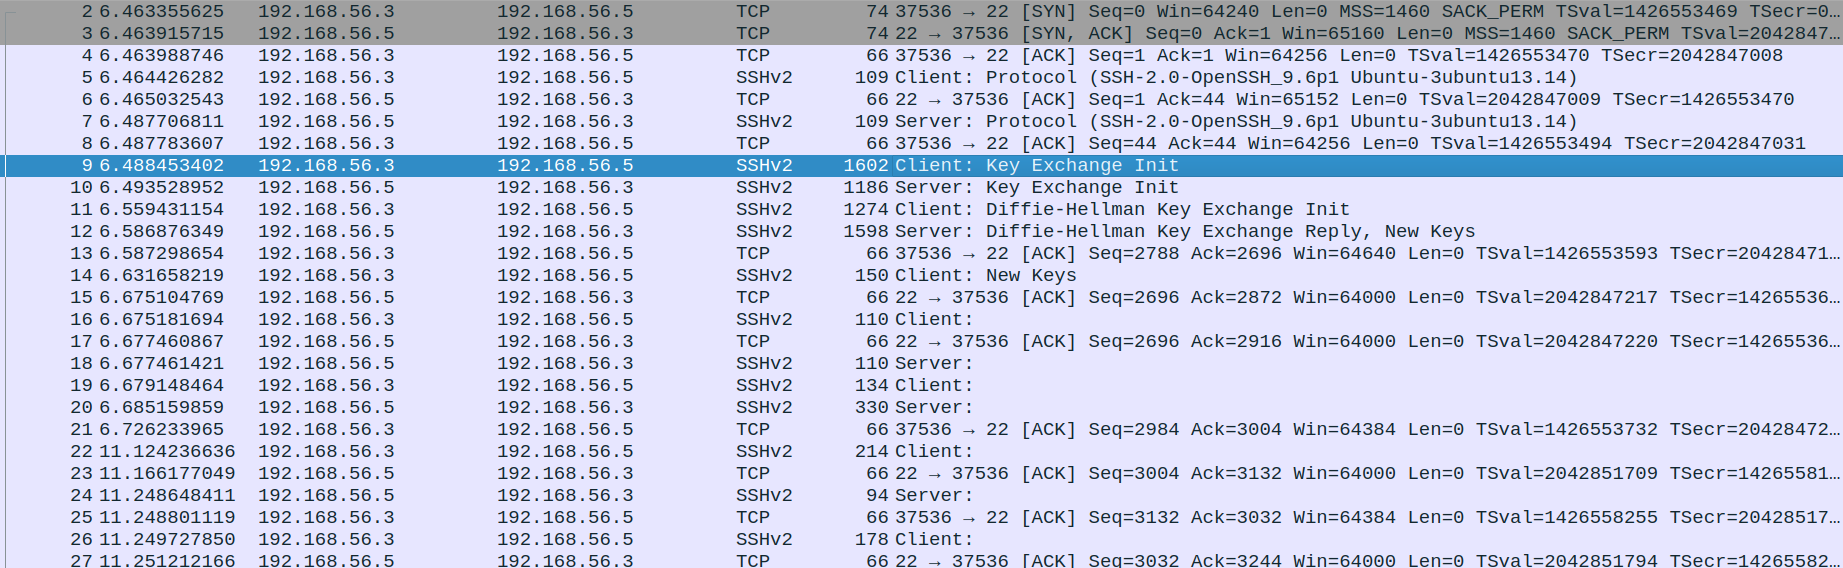 2 6.463355625 192.168.56.3 192.168.56.5 TCP 74 37536 → 22 [SYN] Seq=0 Win=64240 Len=0 MSS=1460 SACK_PERM TSval=1426553469 TSecr=0…
3 6.463915715 192.168.56.5 192.168.56.3 TCP 74 22 → 37536 [SYN, ACK] Seq=0 Ack=1 Win=65160 Len=0 MSS=1460 SACK_PERM TSval=2042847…
4 6.463988746 192.168.56.3 192.168.56.5 TCP 66 37536 → 22 [ACK] Seq=1 Ack=1 Win=64256 Len=0 TSval=1426553470 TSecr=2042847008
5 6.464426282 192.168.56.3 192.168.56.5 SSHv2 109 Client: Protocol (SSH-2.0-OpenSSH_9.6p1 Ubuntu-3ubuntu13.14)
6 6.465032543 192.168.56.5 192.168.56.3 TCP 66 22 → 37536 [ACK] Seq=1 Ack=44 Win=65152 Len=0 TSval=2042847009 TSecr=1426553470
7 6.487706811 192.168.56.5 192.168.56.3 SSHv2 109 Server: Protocol (SSH-2.0-OpenSSH_9.6p1 Ubuntu-3ubuntu13.14)
8 6.487783607 192.168.56.3 192.168.56.5 TCP 66 37536 → 22 [ACK] Seq=44 Ack=44 Win=64256 Len=0 TSval=1426553494 TSecr=2042847031
9 6.488453402 192.168.56.3 192.168.56.5 SSHv2 1602 Client: Key Exchange Init
10 6.493528952 192.168.56.5 192.168.56.3 SSHv2 1186 Server: Key Exchange Init
11 6.559431154 192.168.56.3 192.168.56.5 SSHv2 1274 Client: Diffie-Hellman Key Exchange Init
12 6.586876349 192.168.56.5 192.168.56.3 SSHv2 1598 Server: Diffie-Hellman Key Exchange Reply, New Keys
13 6.587298654 192.168.56.3 192.168.56.5 TCP 66 37536 → 22 [ACK] Seq=2788 Ack=2696 Win=64640 Len=0 TSval=1426553593 TSecr=20428471…
14 6.631658219 192.168.56.3 192.168.56.5 SSHv2 150 Client: New Keys
15 6.675104769 192.168.56.5 192.168.56.3 TCP 66 22 → 37536 [ACK] Seq=2696 Ack=2872 Win=64000 Len=0 TSval=2042847217 TSecr=14265536…
16 6.675181694 192.168.56.3 192.168.56.5 SSHv2 110 Client:
17 6.677460867 192.168.56.5 192.168.56.3 TCP 66 22 → 37536 [ACK] Seq=2696 Ack=2916 Win=64000 Len=0 TSval=2042847220 TSecr=14265536…
18 6.677461421 192.168.56.5 192.168.56.3 SSHv2 110 Server:
19 6.679148464 192.168.56.3 192.168.56.5 SSHv2 134 Client:
20 6.685159859 192.168.56.5 192.168.56.3 SSHv2 330 Server:
21 6.726233965 192.168.56.3 192.168.56.5 TCP 66 37536 → 22 [ACK] Seq=2984 Ack=3004 Win=64384 Len=0 TSval=1426553732 TSecr=20428472…
22 11.124236636 192.168.56.3 192.168.56.5 SSHv2 214 Client:
23 11.166177049 192.168.56.5 192.168.56.3 TCP 66 22 → 37536 [ACK] Seq=3004 Ack=3132 Win=64000 Len=0 TSval=2042851709 TSecr=14265581…
24 11.248648411 192.168.56.5 192.168.56.3 SSHv2 94 Server:
25 11.248801119 192.168.56.3 192.168.56.5 TCP 66 37536 → 22 [ACK] Seq=3132 Ack=3032 Win=64384 Len=0 TSval=1426558255 TSecr=20428517…
26 11.249727850 192.168.56.3 192.168.56.5 SSHv2 178 Client:
27 11.251212166 192.168.56.5 192.168.56.3 TCP 66 22 → 37536 [ACK] Seq=3032 Ack=3244 Win=64000 Len=0 TSval=2042851794 TSecr=14265582…